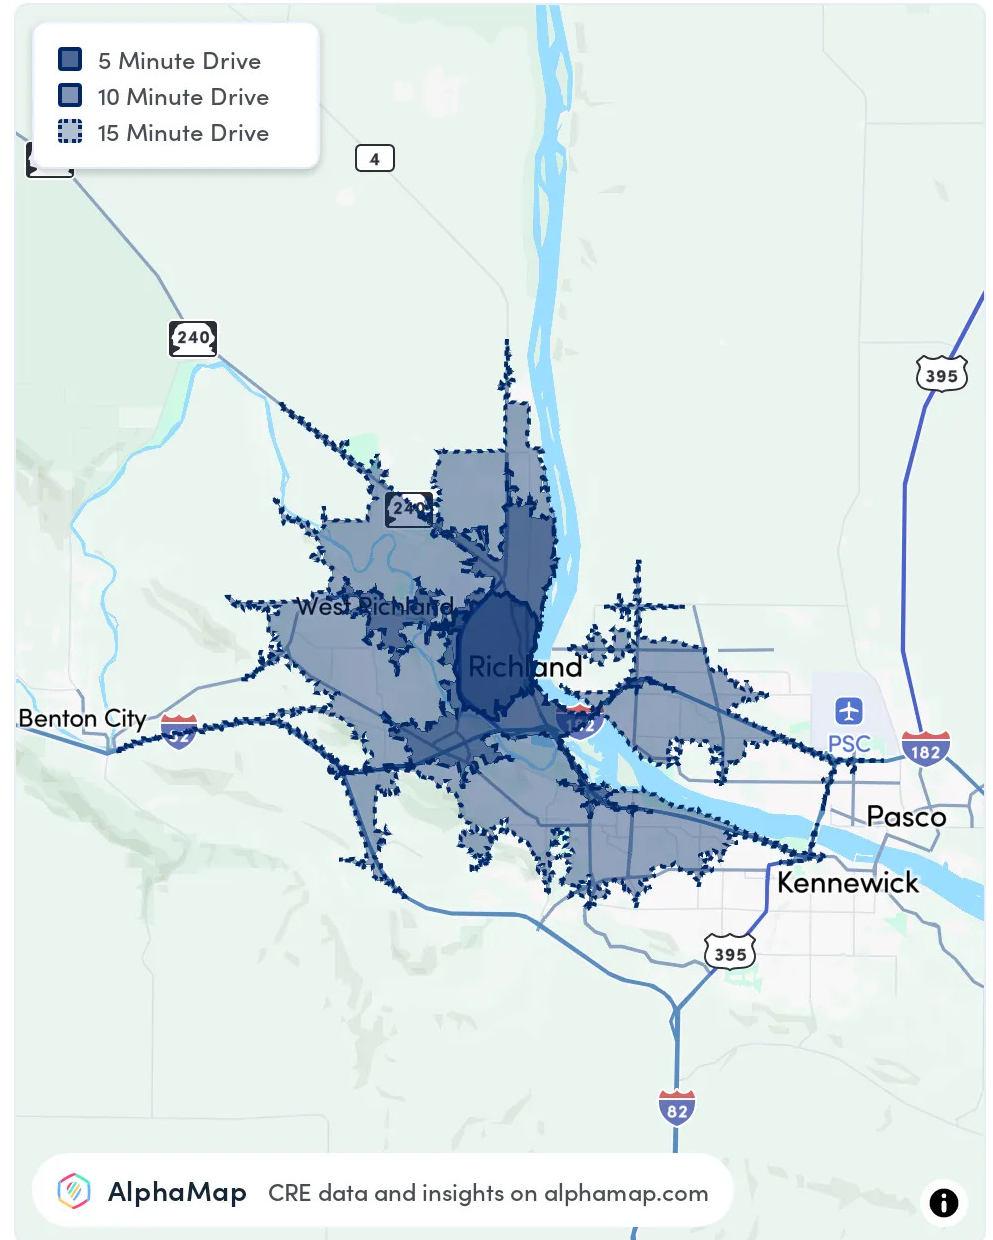 5 Minute Drive
10 Minute Drive
15 Minute Drive
4
240
395
240
West Richland
Richland
Benton City
182
PSC
182
Pasco
Kennewick
395
82
AlphaMap CRE data and insights on alphamap.com